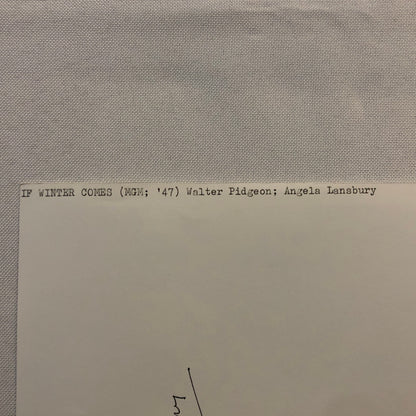 IF WINTER COMES (MGM; '47) Walter Pidgeon; Angela Lansbury